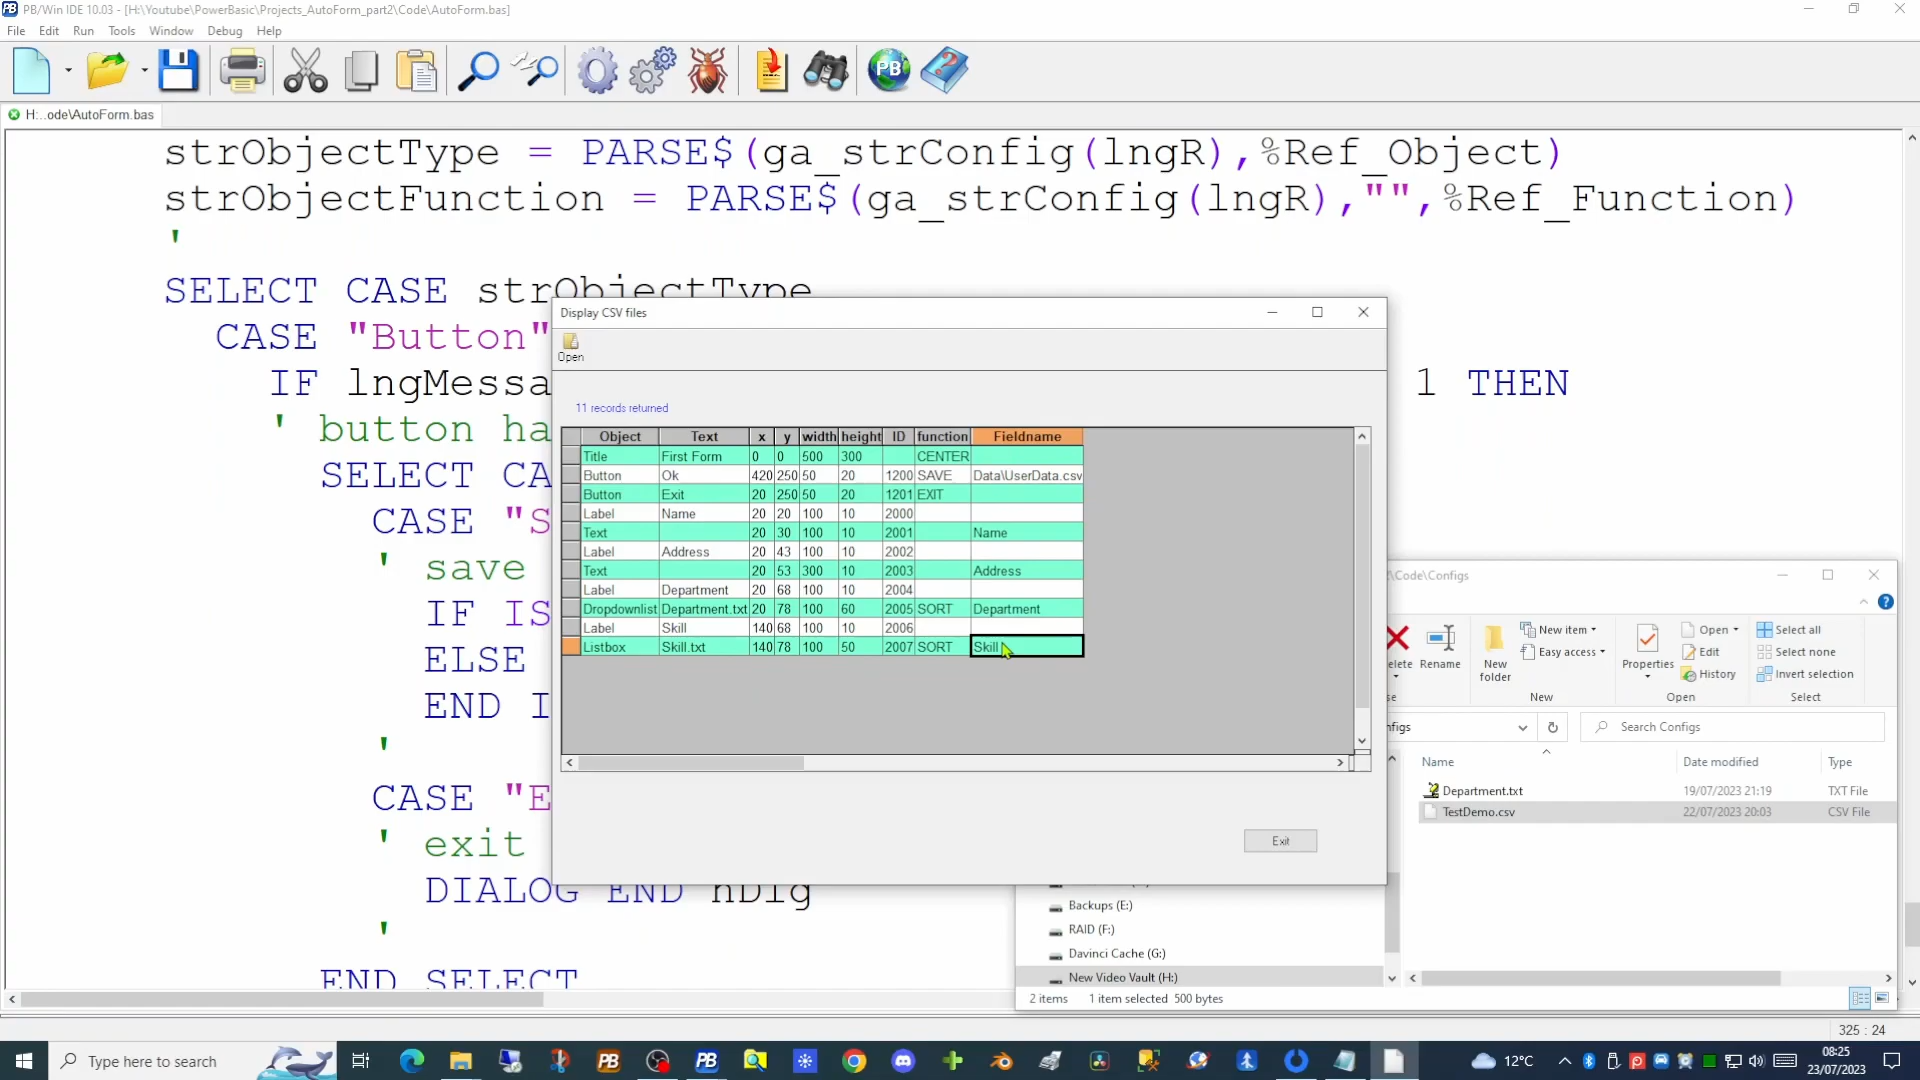 PB/Win IDE 10.03 - [H:\Youtube\PowerBasic\Projects_AutoForm_part2\Code\AutoForm.bas]
File Edit Run Tools Window Debug Help
H:..ode\AutoForm.bas
strObjectType = PARSE$(ga_strConfig(lngR),%Ref_Object)
strObjectFunction = PARSE$(ga_strConfig(lngR),"",%Ref_Function)
'
SELECT CASE strObjectType
CASE "Button"
IF lngMessa 1 THEN
' button ha
SELECT CA
CASE "S
' save
IF IS
ELSE
END I
'
CASE "E
' exit
DIALOG END hDlg
'
END SELECT
Display CSV files
Open
11 records returned
Object Text x y width height ID function Fieldname
Title First Form 0 0 500 300 CENTER
Button Ok 420 250 50 20 1200 SAVE Data\UserData.csv
Button Exit 20 250 50 20 1201 EXIT
Label Name 20 20 100 10 2000
Text 20 30 100 10 2001 Name
Label Address 20 43 100 10 2002
Text 20 53 300 10 2003 Address
Label Department 20 68 100 10 2004
Dropdownlist Department.txt 20 78 100 60 2005 SORT Department
Label Skill 140 68 100 10 2006
Listbox Skill.txt 140 78 100 50 2007 SORT Skill
Exit
2\Code\Configs
elete Rename New folder New item Easy access Properties Open Edit History Select all Select none Invert selection
se New Open Select
nfigs Search Configs
Name Date modified Type
Department.txt 19/07/2023 21:19 TXT File
TestDemo.csv 22/07/2023 20:03 CSV File
Backups (E:)
RAID (F:)
Davinci Cache (G:)
New Video Vault (H:)
2 items 1 item selected 500 bytes
325 : 24
Type here to search
12°C
08:25
23/07/2023